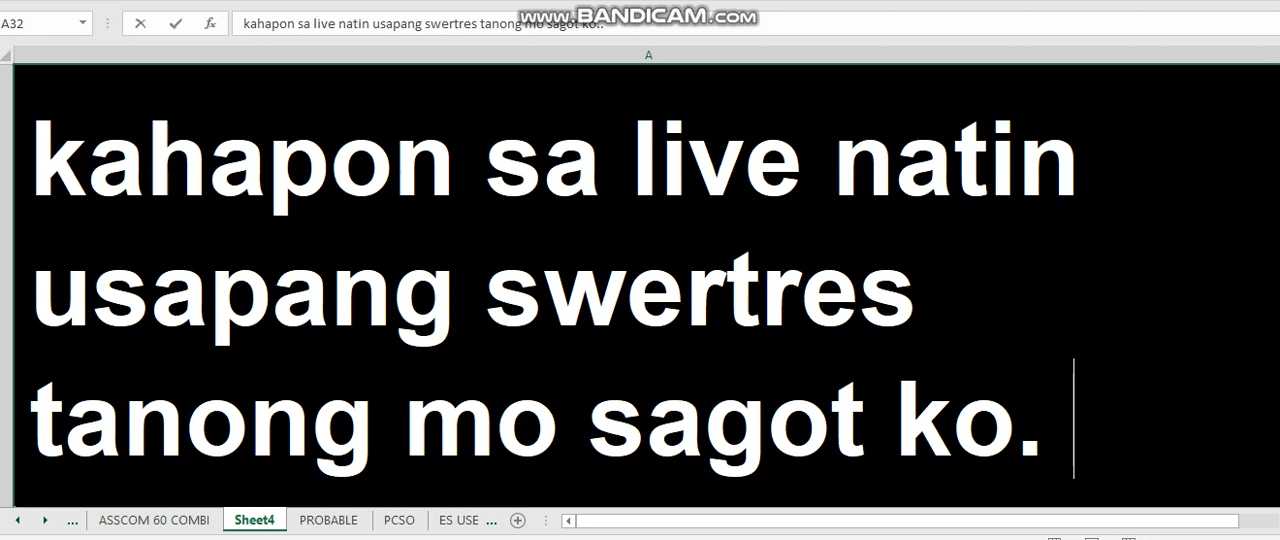 www.BANDICAM.com
A32
fx
kahapon sa live natin usapang swertres tanong mo sagot ko..
A
kahapon sa live natin
usapang swertres
tanong mo sagot ko.
... ASSCOM 60 COMBI Sheet4 PROBABLE PCSO ES USE ...